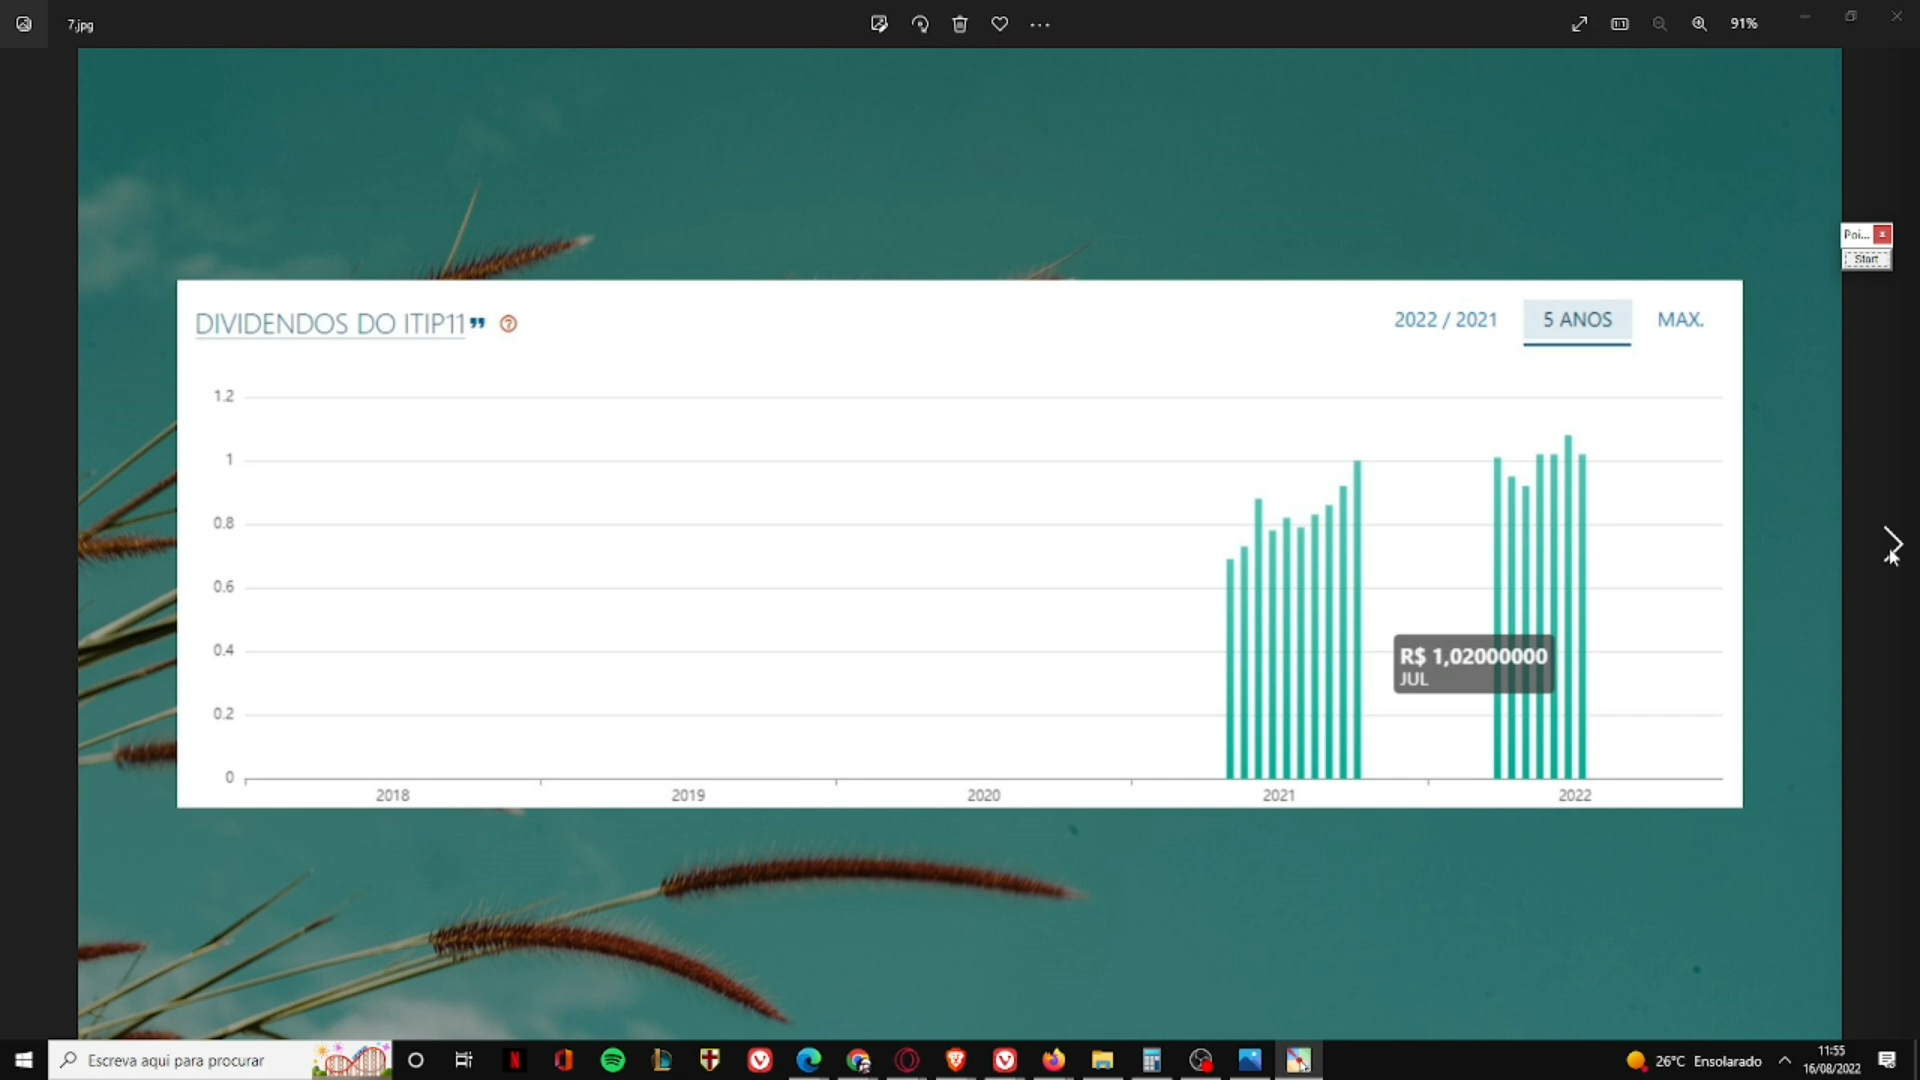 7.jpg
91%
Poi...
Start
DIVIDENDOS DO ITIP11
2022 / 2021
5 ANOS
MAX.
1.2
1
0.8
0.6
0.4
0.2
0
R$ 1,02000000
JUL
2018
2019
2020
2021
2022
Escreva aqui para procurar
26°C Ensolarado
11:55
16/08/2022